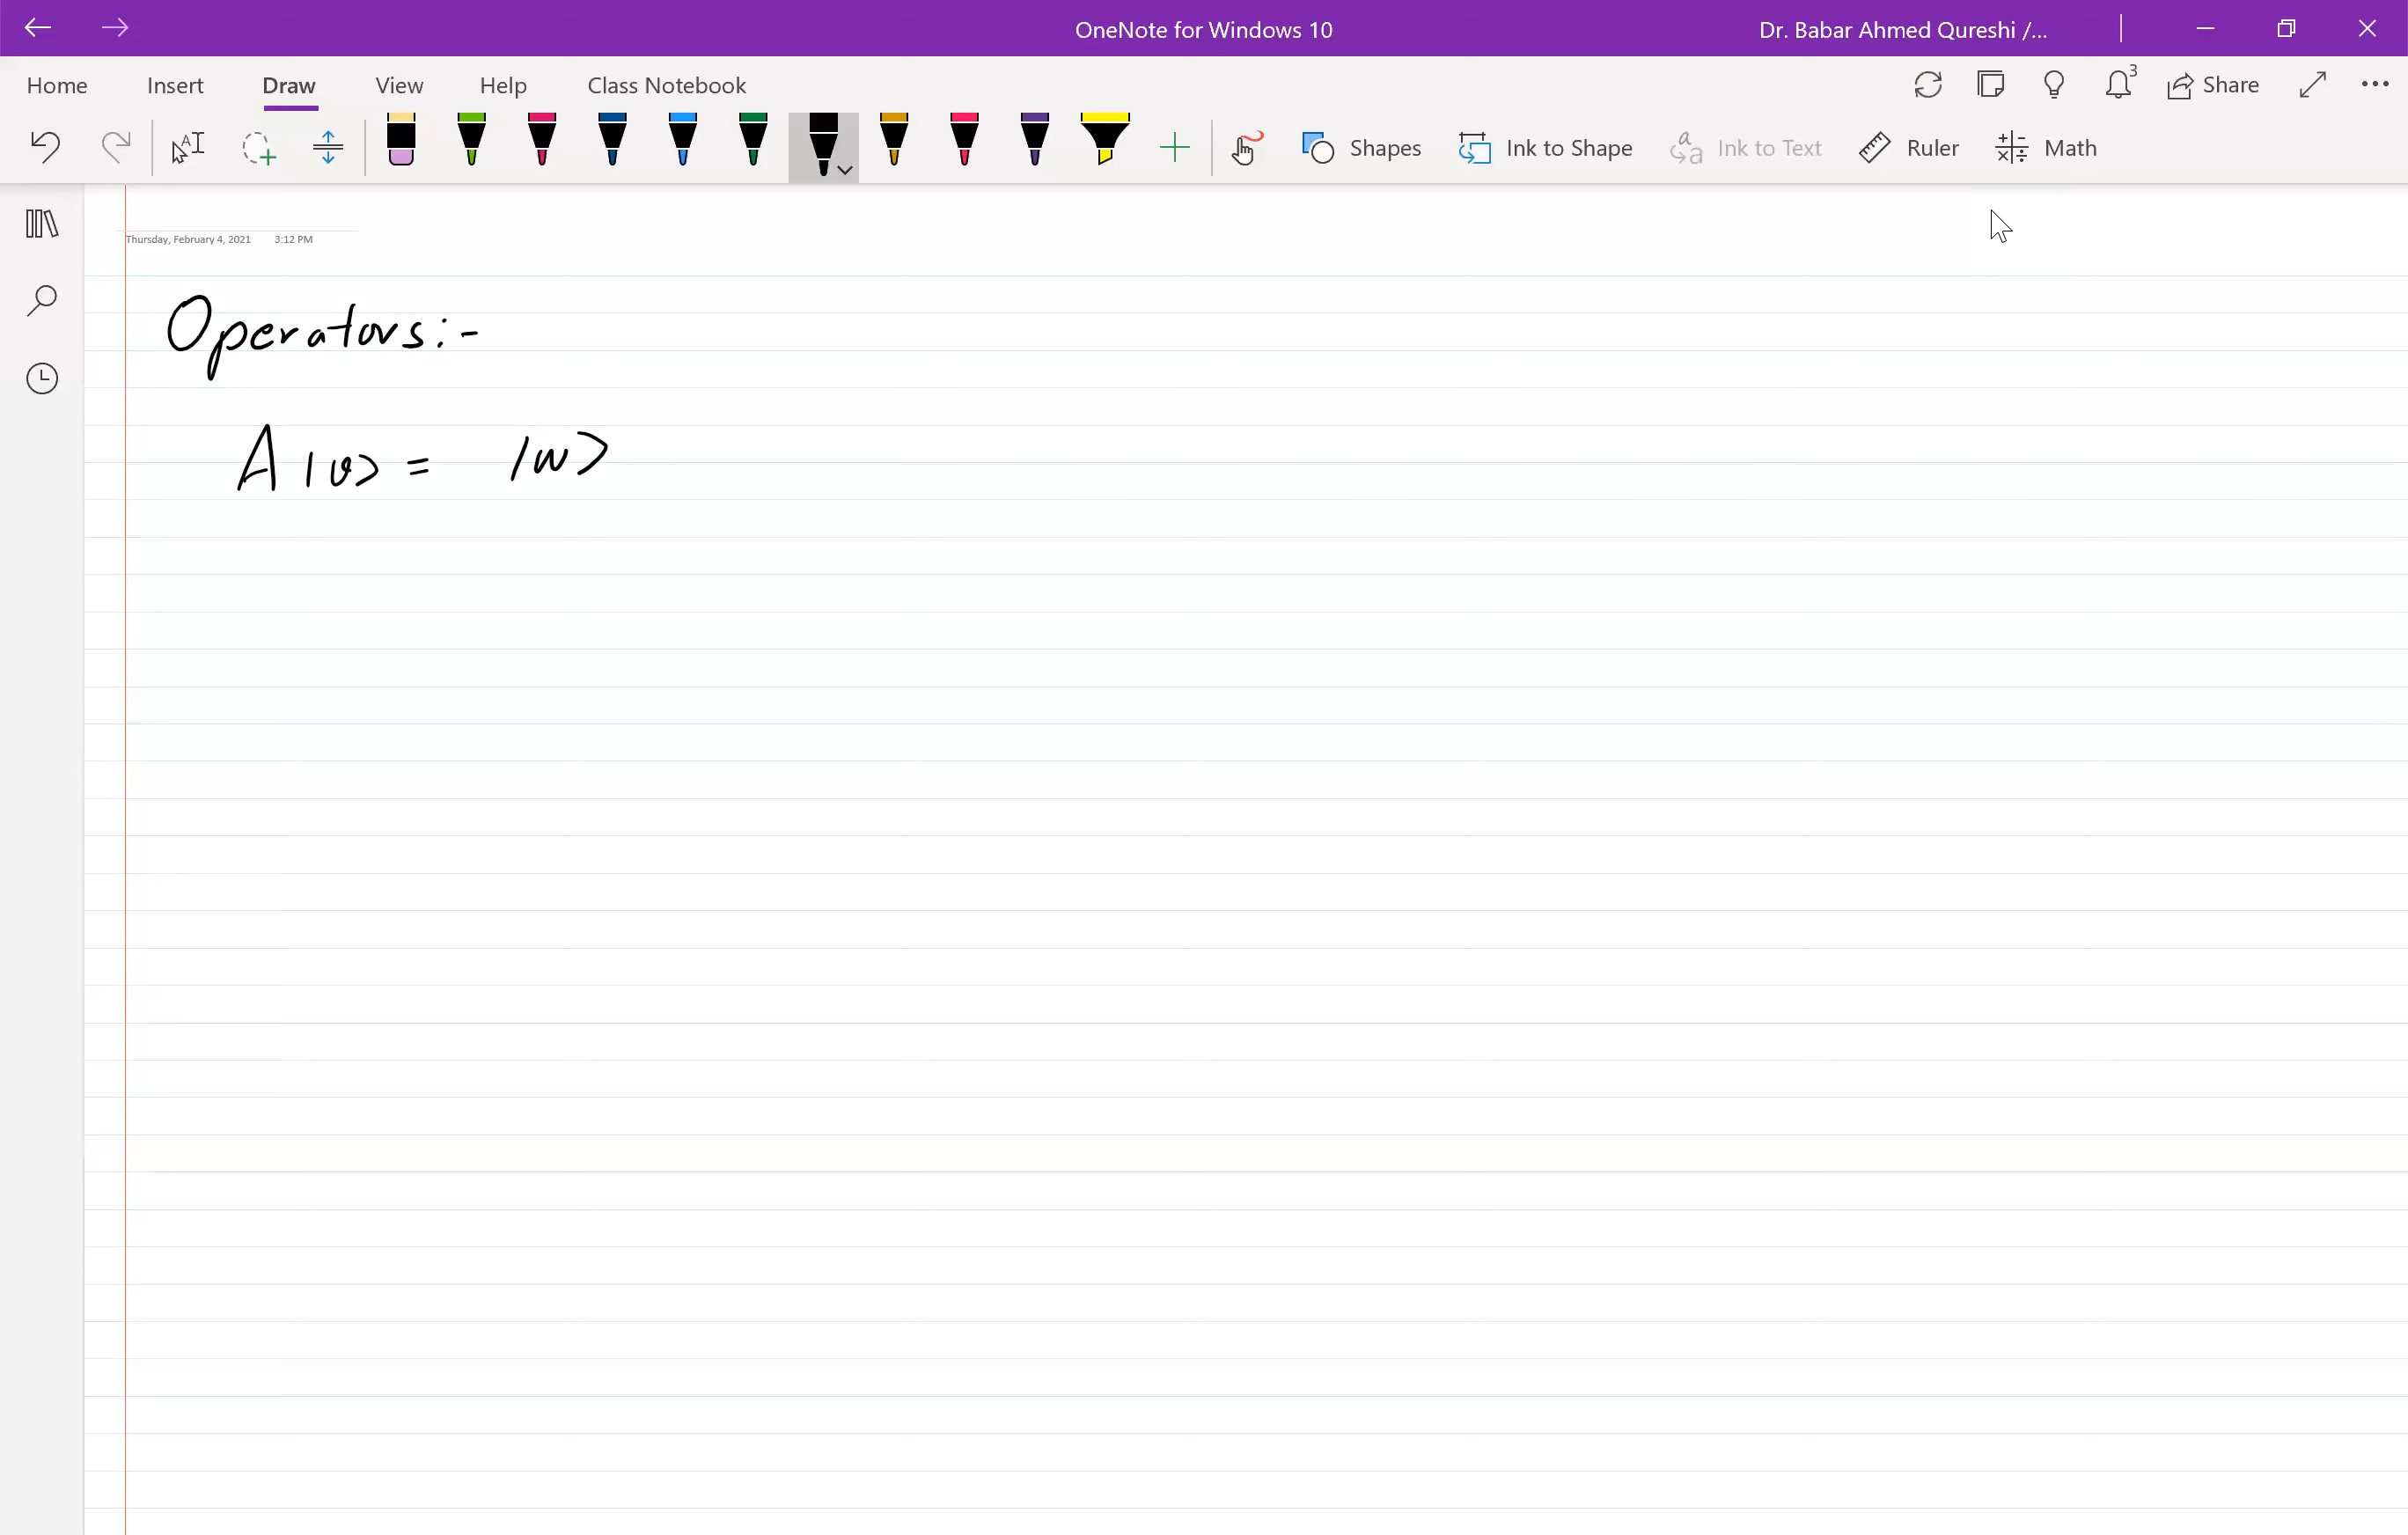 OneNote for Windows 10 Dr. Babar Ahmed Qureshi /...
Home Insert Draw View Help Class Notebook 3 Share
Shapes Ink to Shape Ink to Text Ruler Math
Thursday, February 4, 2021 3:12 PM
Operators:-
A|v> = |w>